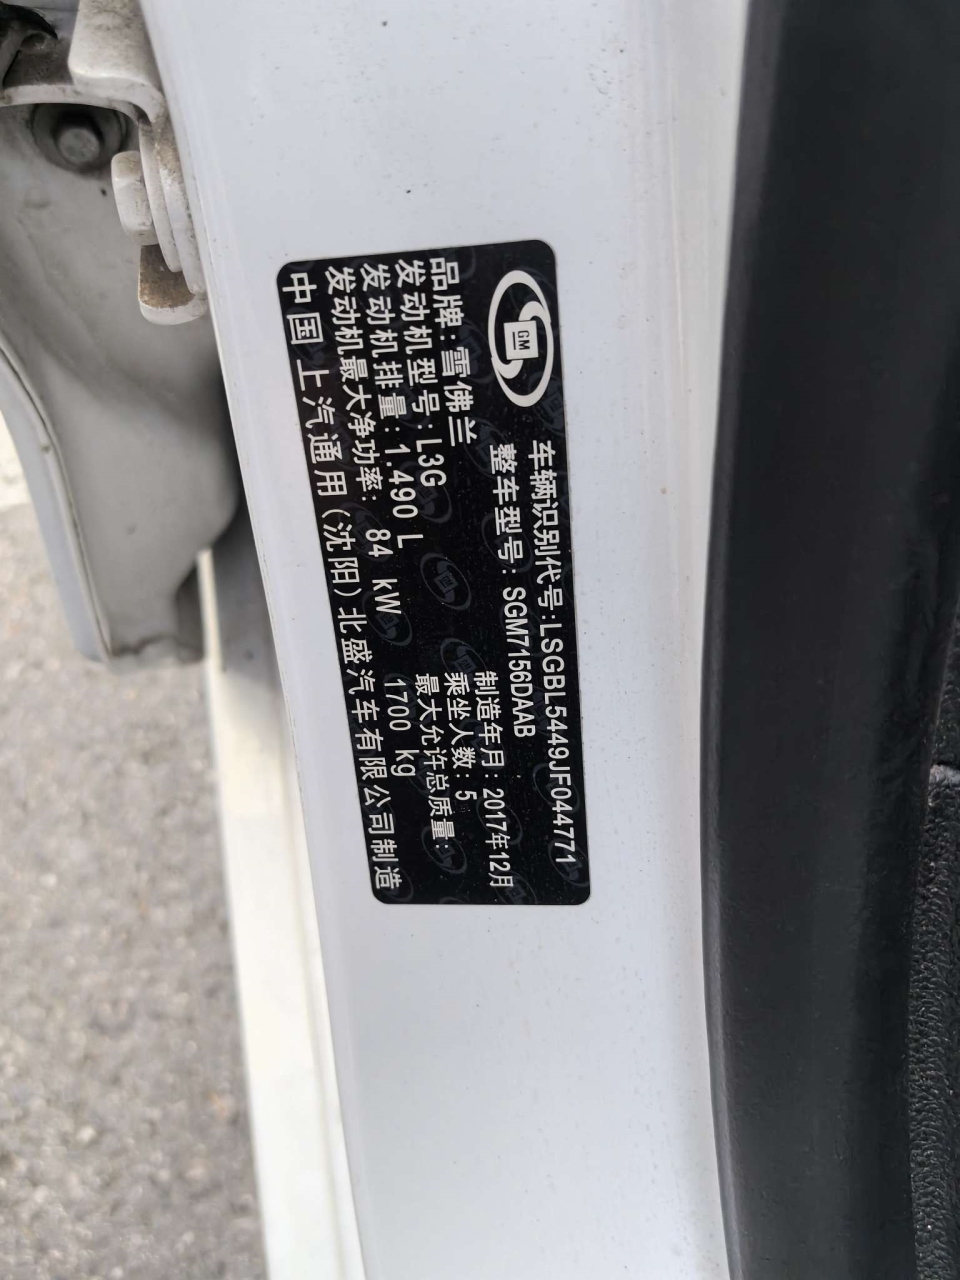 GM
车辆识别代号:LSGBL5449JF044771
整车型号: SGM7156DAAB
品牌:雪佛兰
制造年月:2017年12月
发动机型号:L3G
乘坐人数:5
发动机排量:1.490 L
最大允许总质量:
发动机最大净功率: 84 kW
1700 kg
中国 上汽通用(沈阳)北盛汽车有限公司制造